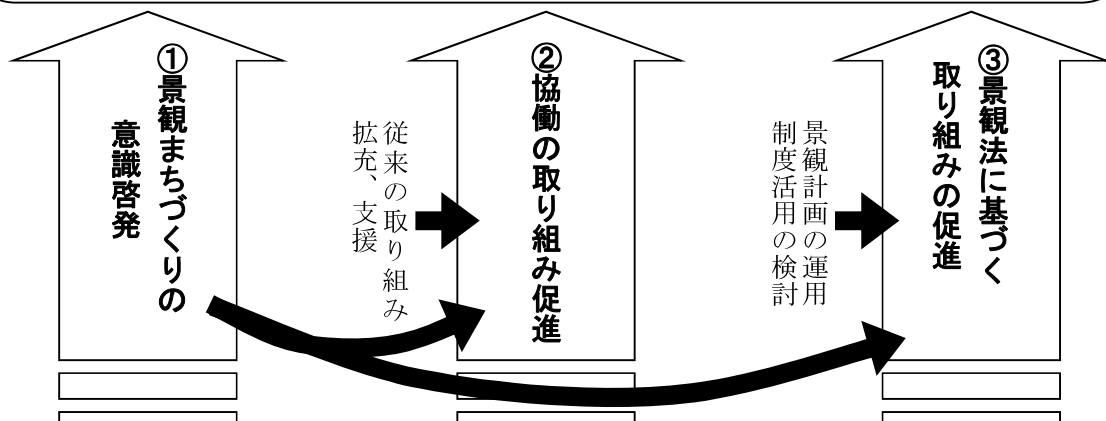 ①景観まちづくりの
意識啓発
従来の取り組み
拡充、支援
②協働の取り組み促進
景観計画の運用
制度活用の検討
③景観法に基づく
取り組みの促進